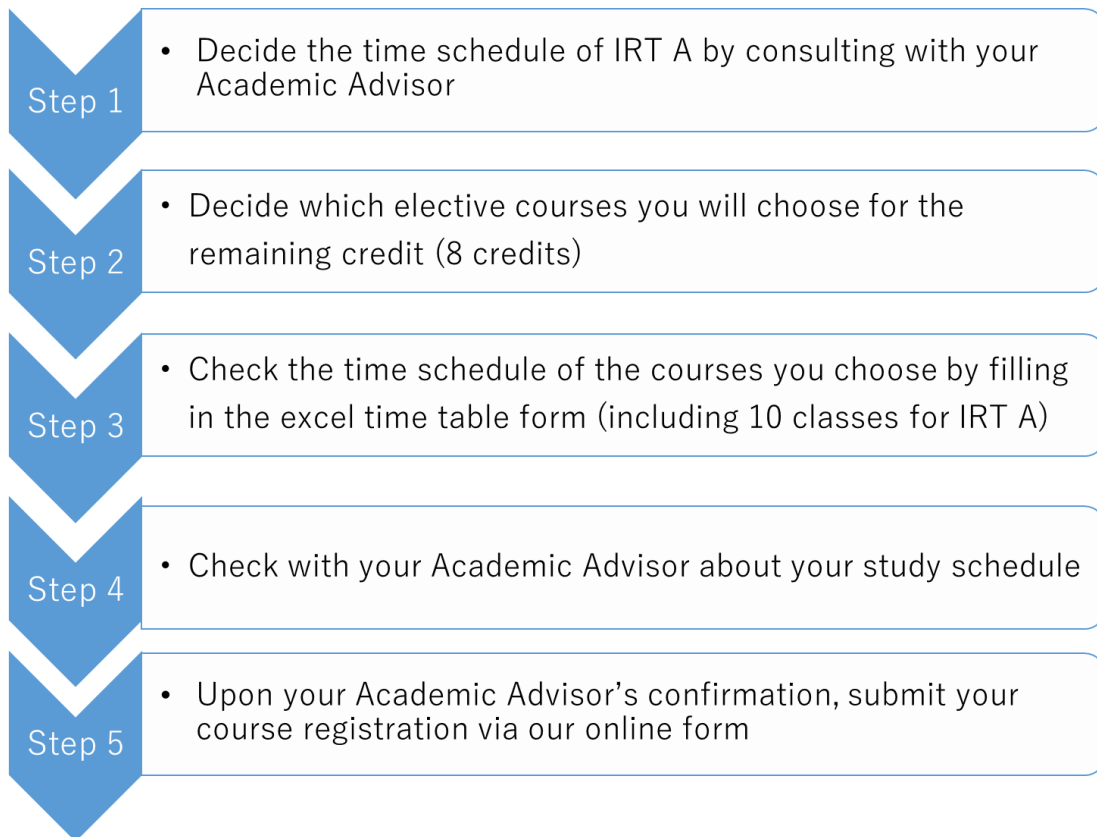 Step 1
• Decide the time schedule of IRT A by consulting with your
Academic Advisor
Step 2
• Decide which elective courses you will choose for the
remaining credit (8 credits)
Step 3
• Check the time schedule of the courses you choose by filling
in the excel time table form (including 10 classes for IRT A)
Step 4
• Check with your Academic Advisor about your study schedule
Step 5
• Upon your Academic Advisor’s confirmation, submit your
course registration via our online form